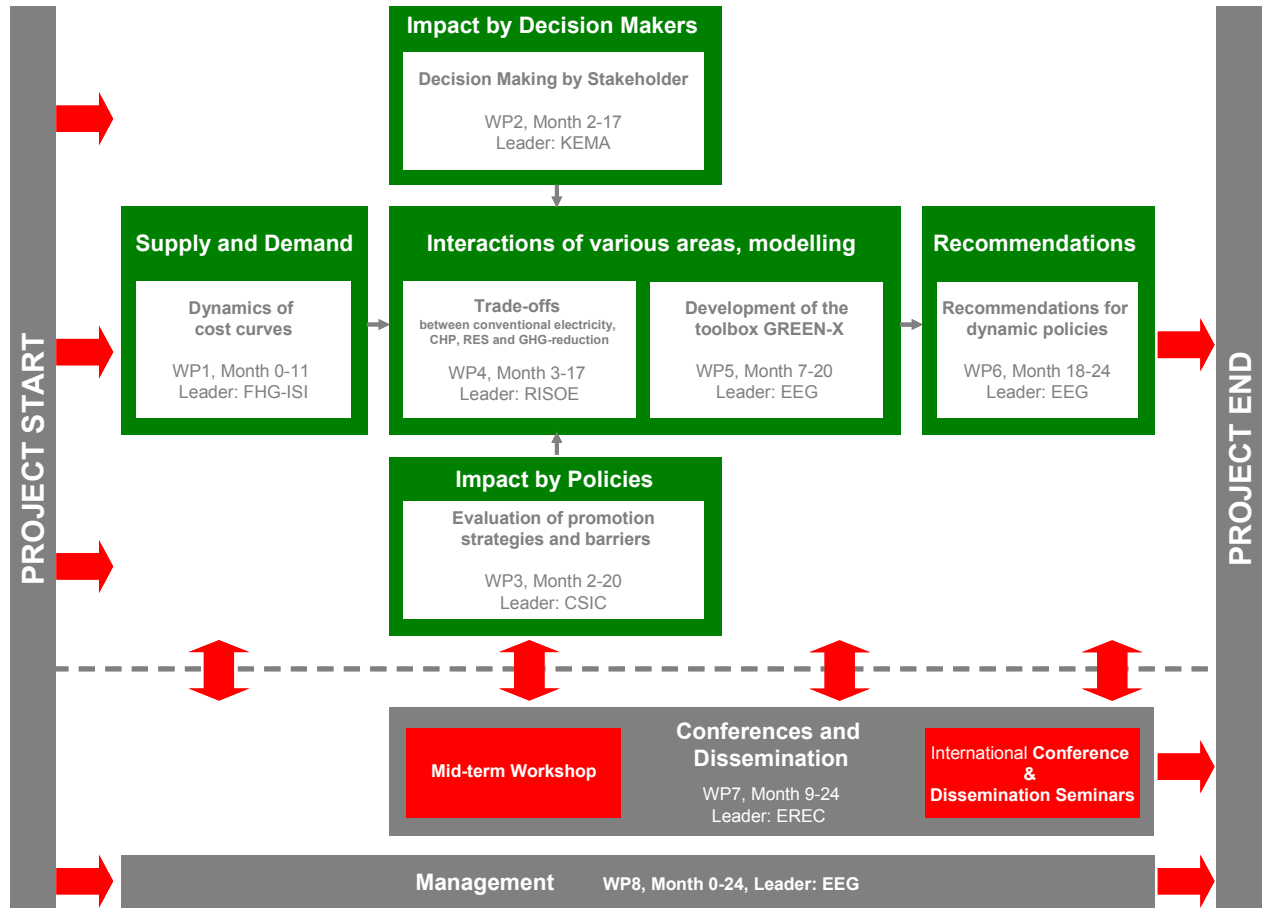 PROJECT START
Impact by Decision Makers
Decision Making by Stakeholder
WP2, Month 2-17
Leader: KEMA
Supply and Demand
Dynamics of
cost curves
WP1, Month 0-11
Leader: FHG-ISI
Interactions of various areas, modelling
Trade-offs
between conventional electricity,
CHP, RES and GHG-reduction
WP4, Month 3-17
Leader: RISOE
Development of the
toolbox GREEN-X
WP5, Month 7-20
Leader: EEG
Recommendations
Recommendations for
dynamic policies
WP6, Month 18-24
Leader: EEG
Impact by Policies
Evaluation of promotion
strategies and barriers
WP3, Month 2-20
Leader: CSIC
Mid-term Workshop
Conferences and
Dissemination
WP7, Month 9-24
Leader: EREC
International Conference
&
Dissemination Seminars
Management WP8, Month 0-24, Leader: EEG
PROJECT END